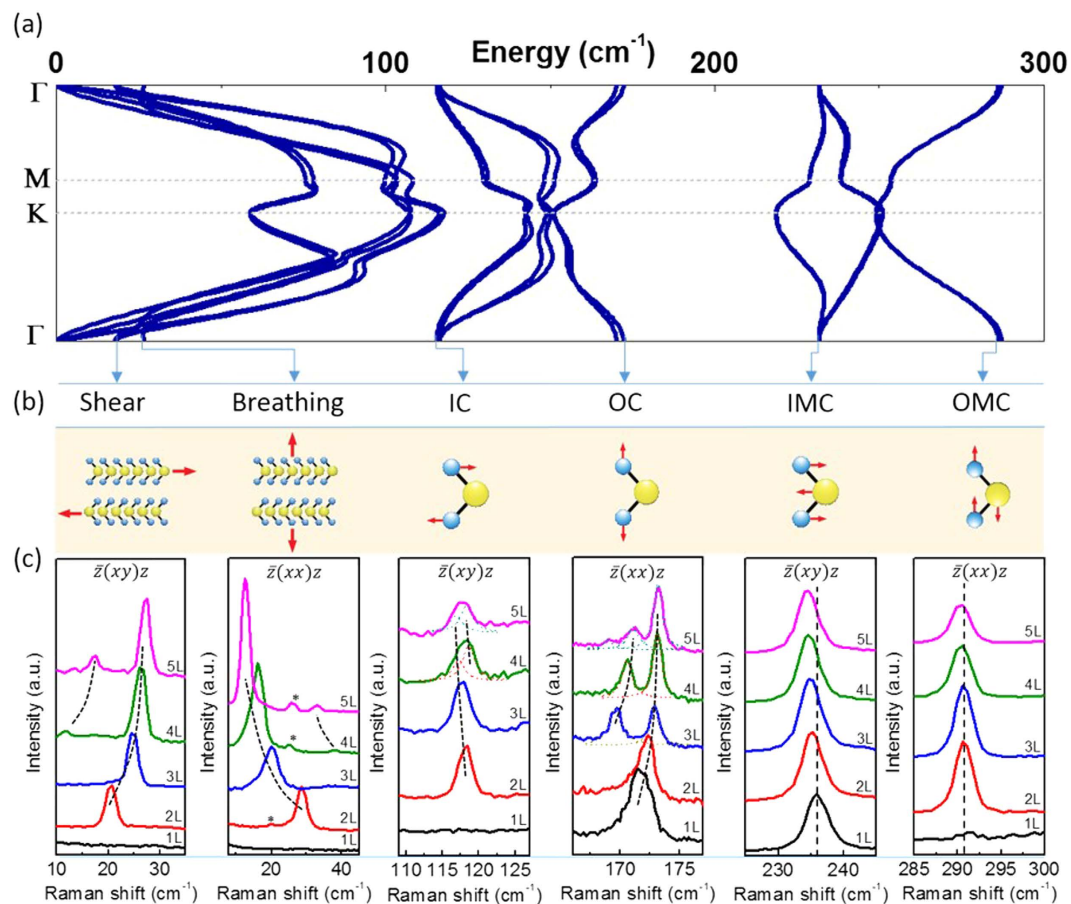 (a)
Energy (cm-1)
0 100 200 300
Γ
M
K
Γ
(b)
Shear Breathing IC OC IMC OMC
(c)
z̄(xy)z z̄(xx)z z̄(xy)z z̄(xx)z z̄(xy)z z̄(xx)z
Intensity (a.u.)
5L
4L
3L
2L
1L
10 20 30
Raman shift (cm-1)
Intensity (a.u.)
5L
*
4L
*
3L
2L
*
1L
20 40
Raman shift (cm-1)
Intensity (a.u.)
5L
4L
3L
2L
1L
110 115 120 125
Raman shift (cm-1)
Intensity (a.u.)
5L
4L
3L
2L
1L
170 175
Raman shift (cm-1)
Intensity (a.u.)
5L
4L
3L
2L
1L
230 240
Raman shift (cm-1)
Intensity (a.u.)
5L
4L
3L
2L
1L
285 290 295 300
Raman shift (cm-1)